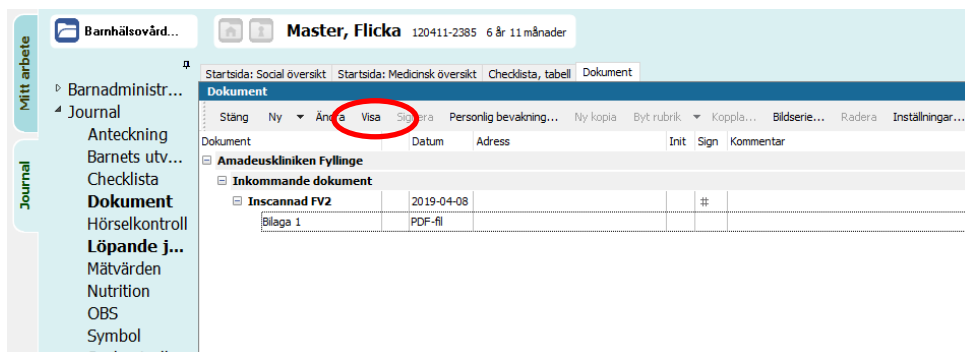 Barnhälsovård...
Master, Flicka 120411-2385 6 år 11 månader
Mitt arbete
Journal
Barnadministr...
Journal
Anteckning
Barnets utv...
Checklista
Dokument
Hörselkontroll
Löpande j...
Mätvärden
Nutrition
OBS
Symbol
Startsida: Social översikt Startsida: Medicinsk översikt Checklista, tabell Dokument
Dokument
Stäng Ny Ändra Visa Signera Personlig bevakning... Ny kopia Byt rubrik Koppla... Bildserie... Radera Inställningar...
Dokument Datum Adress Init Sign Kommentar
Amadeuskliniken Fyllinge
Inkommande dokument
Inscannad FV2 2019-04-08 #
Bilaga 1 PDF-fil